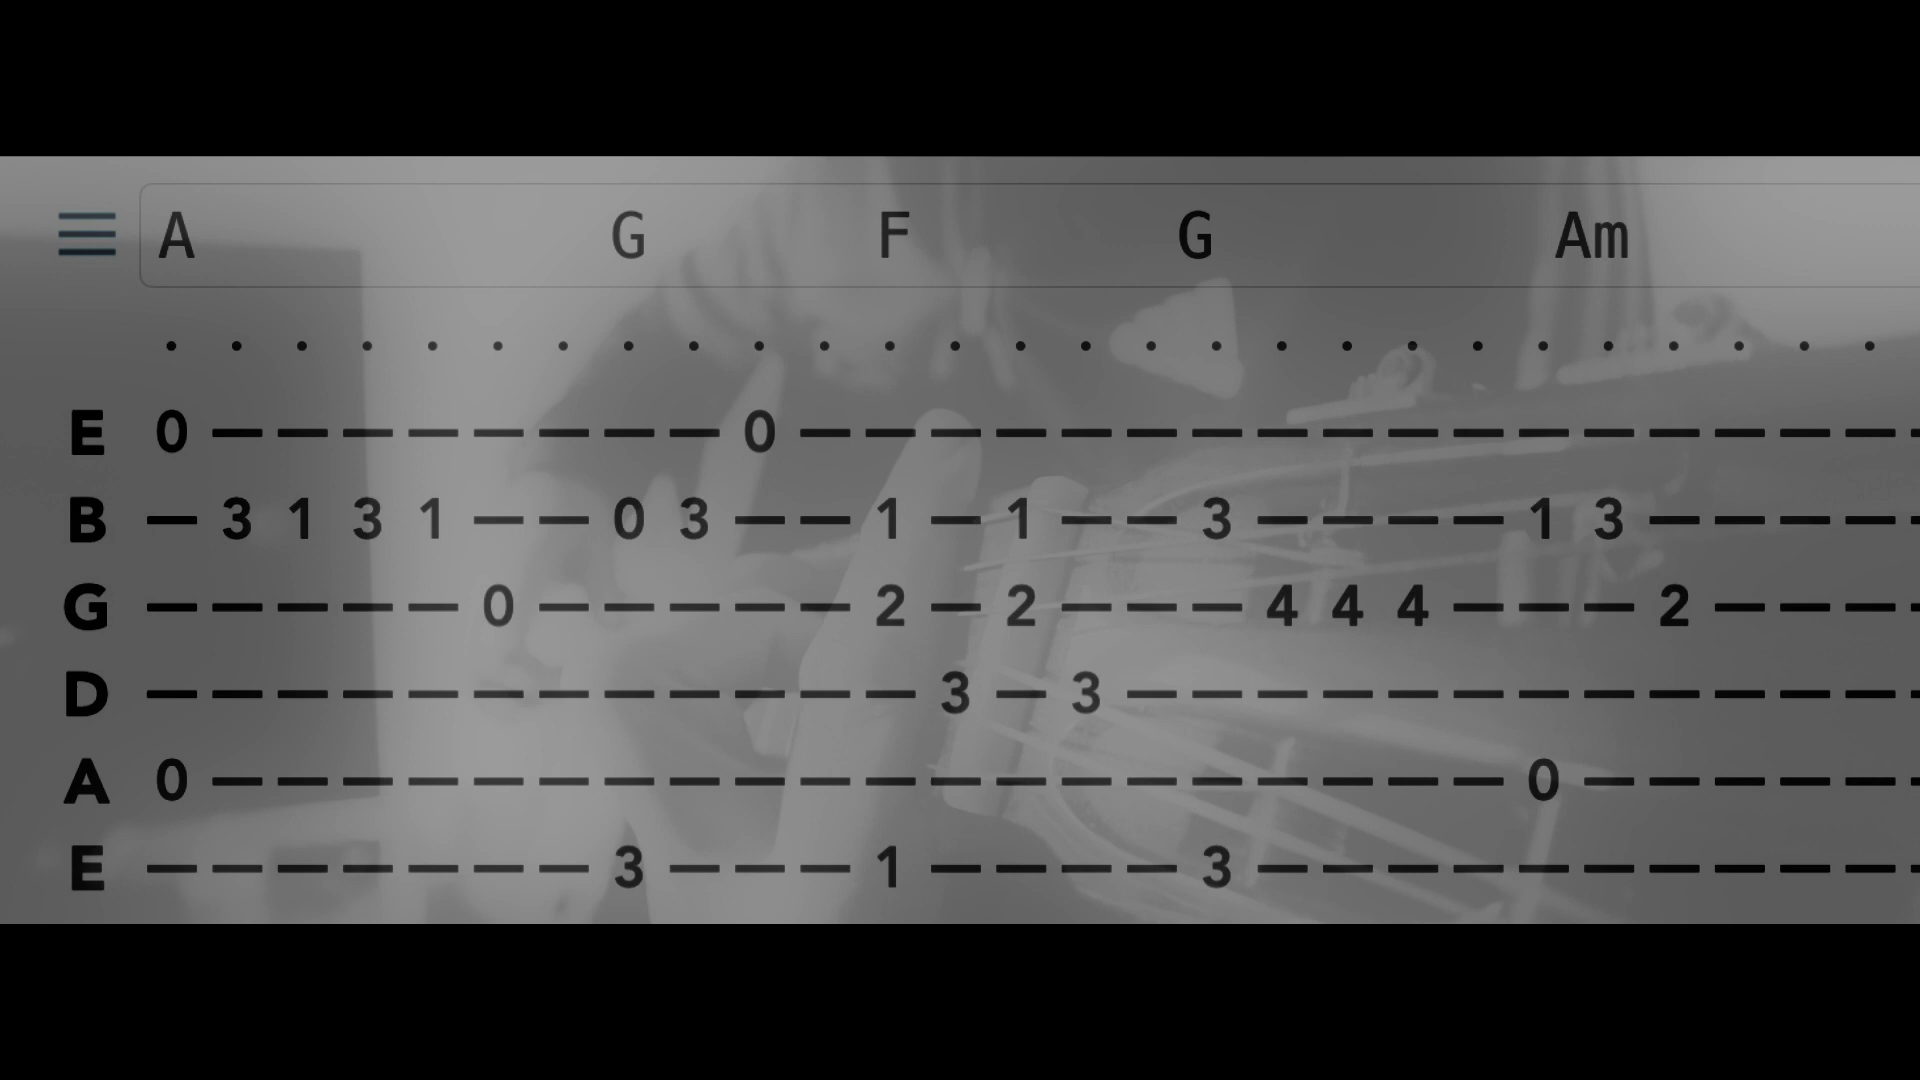 A G F G Am
. . . . . . . . . . . . . . . . . . . . . . . . . . .
E 0 — — — — — — — — 0 — — — — — — — — — — — — — — — — —
B — 3 1 3 1 — — 0 3 — — 1 — 1 — — 3 — — — — 1 3 — — — —
G — — — — — 0 — — — — — 2 — 2 — — — 4 4 4 — — — 2 — — —
D — — — — — — — — — — — — 3 — 3 — — — — — — — — — — — —
A 0 — — — — — — — — — — — — — — — — — — — — 0 — — — — —
E — — — — — — — 3 — — — 1 — — — — 3 — — — — — — — — — —